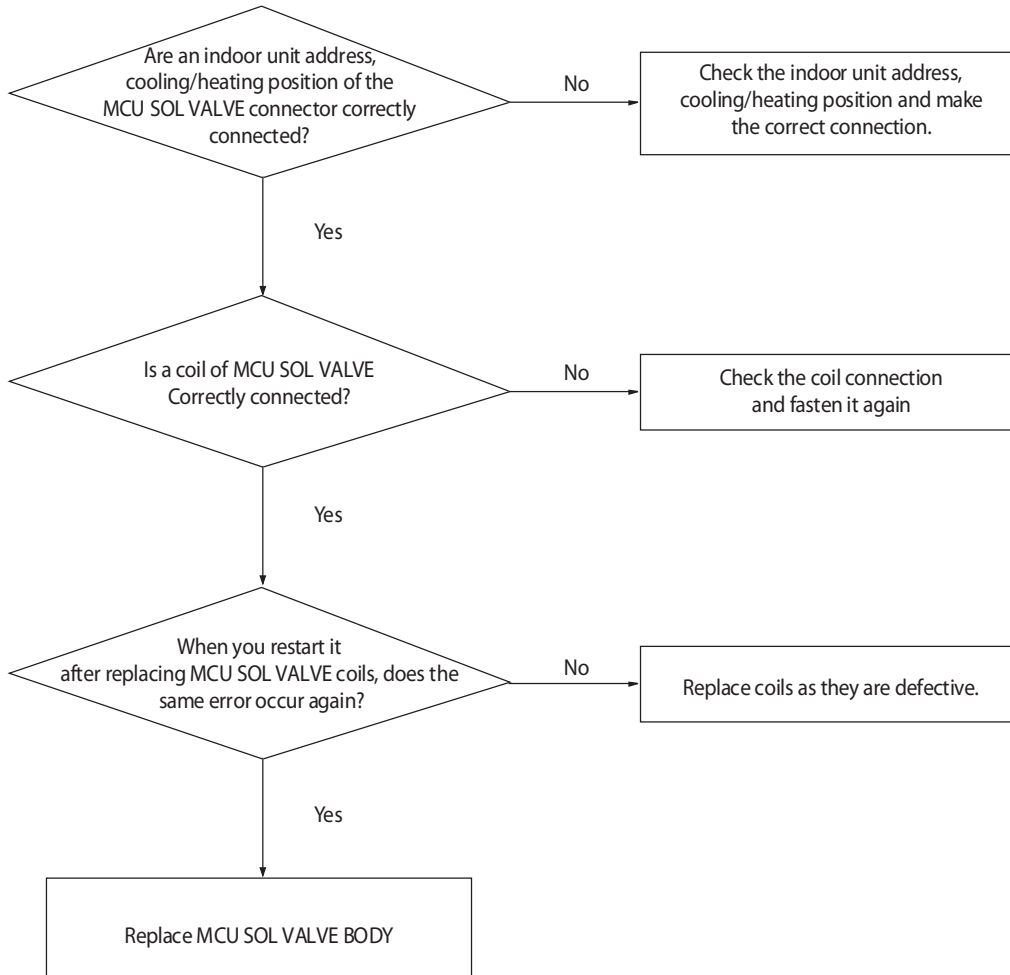 Are an indoor unit address,
cooling/heating position of the
MCU SOL VALVE connector correctly
connected?
No
Check the indoor unit address,
cooling/heating position and make
the correct connection.
Yes
Is a coil of MCU SOL VALVE
Correctly connected?
No
Check the coil connection
and fasten it again
Yes
When you restart it
after replacing MCU SOL VALVE coils, does the
same error occur again?
No
Replace coils as they are defective.
Yes
Replace MCU SOL VALVE BODY